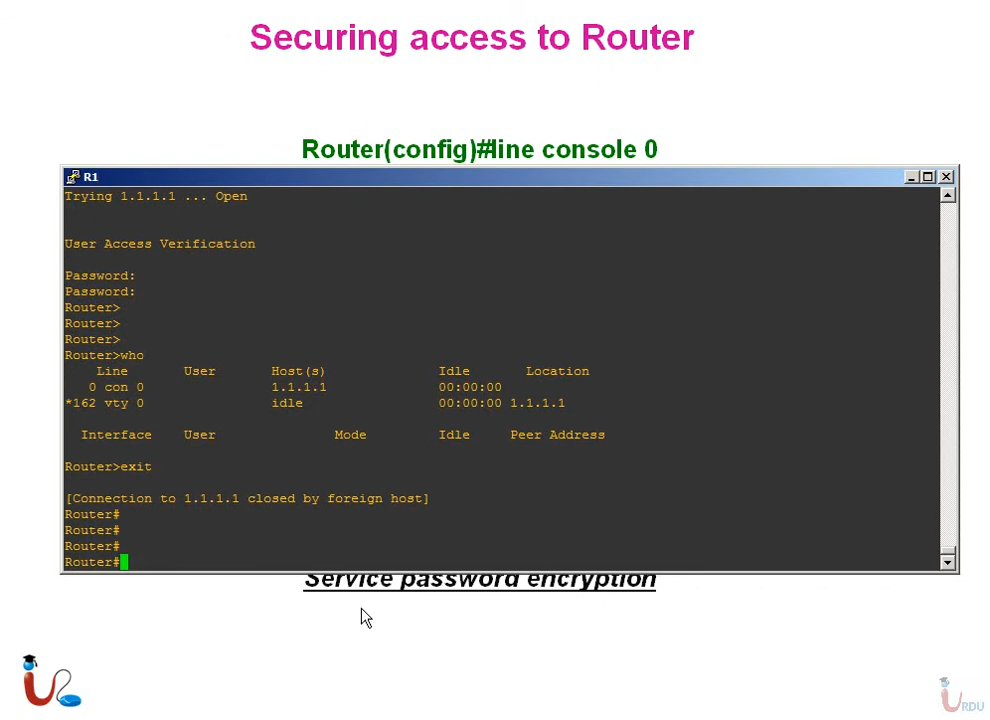 Securing access to Router
Router(config)#line console 0
R1
Trying 1.1.1.1 ... Open
User Access Verification
Password:
Password:
Router>
Router>
Router>
Router>who
Line User Host(s) Idle Location
0 con 0 1.1.1.1 00:00:00
*162 vty 0 idle 00:00:00 1.1.1.1
Interface User Mode Idle Peer Address
Router>exit
[Connection to 1.1.1.1 closed by foreign host]
Router#
Router#
Router#
Router#
Service password encryption
URDU